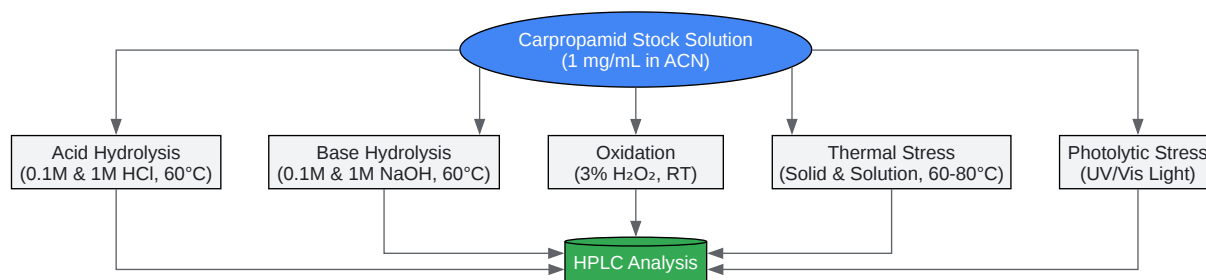 Carpropamid Stock Solution
(1 mg/mL in ACN)
Acid Hydrolysis
(0.1M & 1M HCl, 60°C)
Base Hydrolysis
(0.1M & 1M NaOH, 60°C)
Oxidation
(3% H₂O₂, RT)
Thermal Stress
(Solid & Solution, 60-80°C)
Photolytic Stress
(UV/Vis Light)
HPLC Analysis